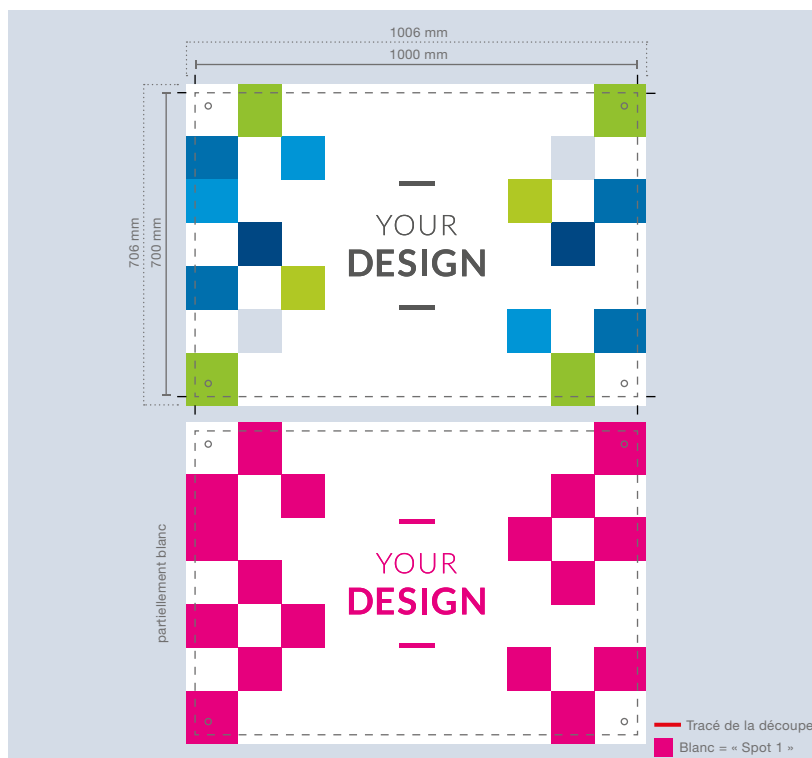 1006 mm
1000 mm
706 mm
700 mm
YOUR
DESIGN
partiellement blanc
YOUR
DESIGN
Tracé de la découpe
Blanc = « Spot 1 »